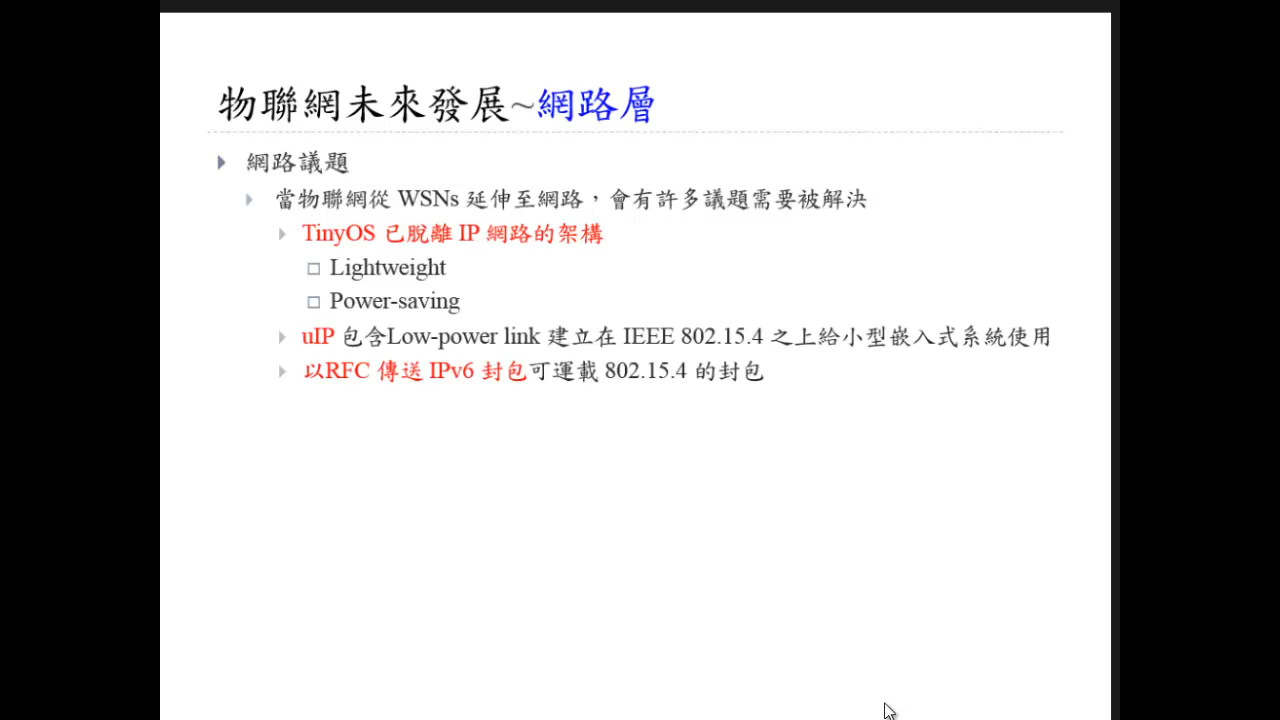 物聯網未來發展~網路層
網路議題
當物聯網從 WSNs 延伸至網路，會有許多議題需要被解決
TinyOS 已脫離 IP 網路的架構
Lightweight
Power-saving
uIP 包含Low-power link 建立在 IEEE 802.15.4 之上給小型嵌入式系統使用
以RFC 傳送 IPv6 封包可運載 802.15.4 的封包